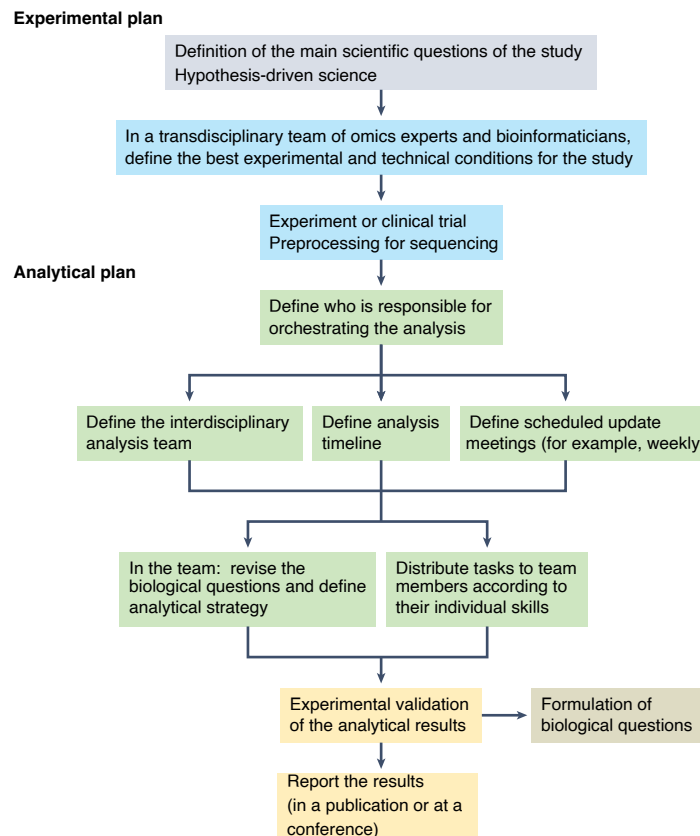 Experimental plan
Definition of the main scientific questions of the study
Hypothesis-driven science
In a transdisciplinary team of omics experts and bioinformaticians,
define the best experimental and technical conditions for the study
Experiment or clinical trial
Preprocessing for sequencing
Analytical plan
Define who is responsible for
orchestrating the analysis
Define the interdisciplinary
analysis team
Define analysis
timeline
Define scheduled update
meetings (for example, weekly
In the team: revise the
biological questions and define
analytical strategy
Distribute tasks to team
members according to
their individual skills
Experimental validation
of the analytical results
Formulation of
biological questions
Report the results
(in a publication or at a
conference)